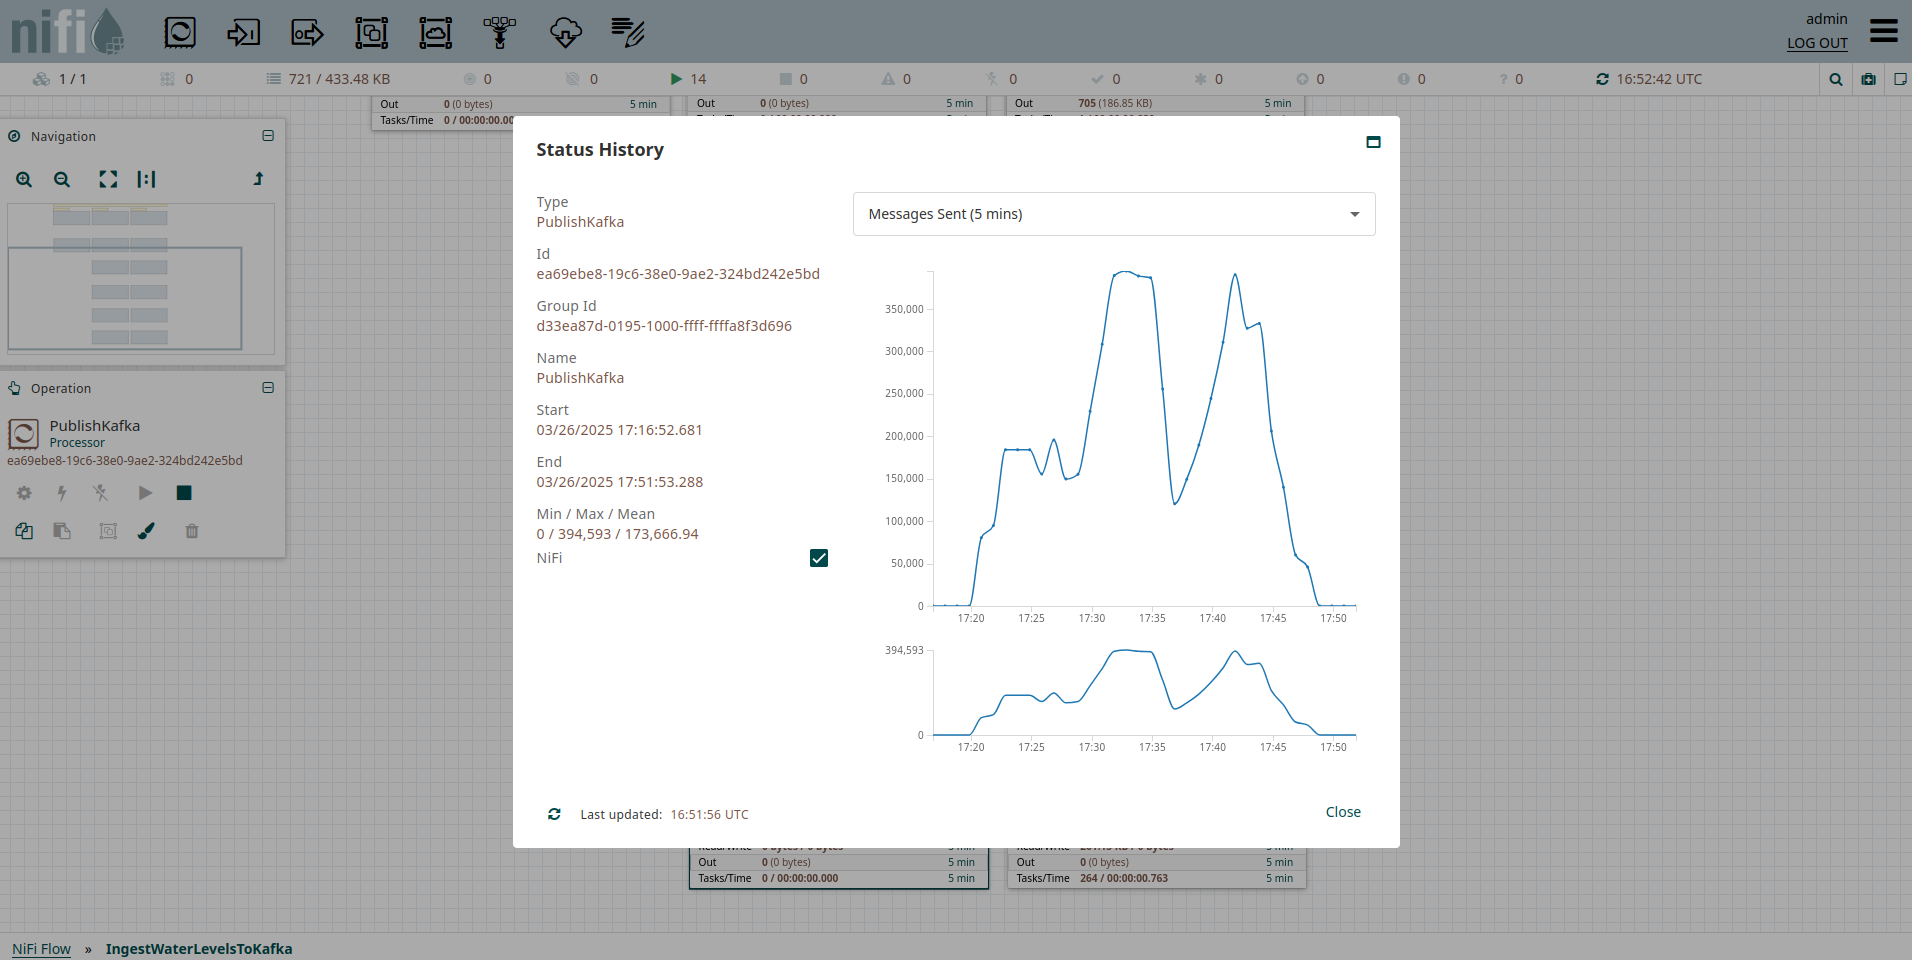 nifi
admin
LOG OUT
1 / 1
0
721 / 433.48 KB
0
0
14
0
0
0
0
0
0
0
? 0
16:52:42 UTC
Out 0 (0 bytes) 5 min
Tasks/Time 0 / 00:00:00.00
Out 0 (0 bytes) 5 min
Out 705 (186.85 KB) 5 min
Navigation
Operation
PublishKafka
Processor
ea69ebe8-19c6-38e0-9ae2-324bd242e5bd
Status History
Type
PublishKafka
Id
ea69ebe8-19c6-38e0-9ae2-324bd242e5bd
Group Id
d33ea87d-0195-1000-ffff-ffffa8f3d696
Name
PublishKafka
Start
03/26/2025 17:16:52.681
End
03/26/2025 17:51:53.288
Min / Max / Mean
0 / 394,593 / 173,666.94
NiFi
Messages Sent (5 mins)
350,000
300,000
250,000
200,000
150,000
100,000
50,000
0
17:20 17:25 17:30 17:35 17:40 17:45 17:50
394,593
0
17:20 17:25 17:30 17:35 17:40 17:45 17:50
Last updated: 16:51:56 UTC
Close
Out 0 (0 bytes) 5 min
Tasks/Time 0 / 00:00:00.000 5 min
Out 0 (0 bytes) 5 min
Tasks/Time 264 / 00:00:00.763 5 min
NiFi Flow » IngestWaterLevelsToKafka